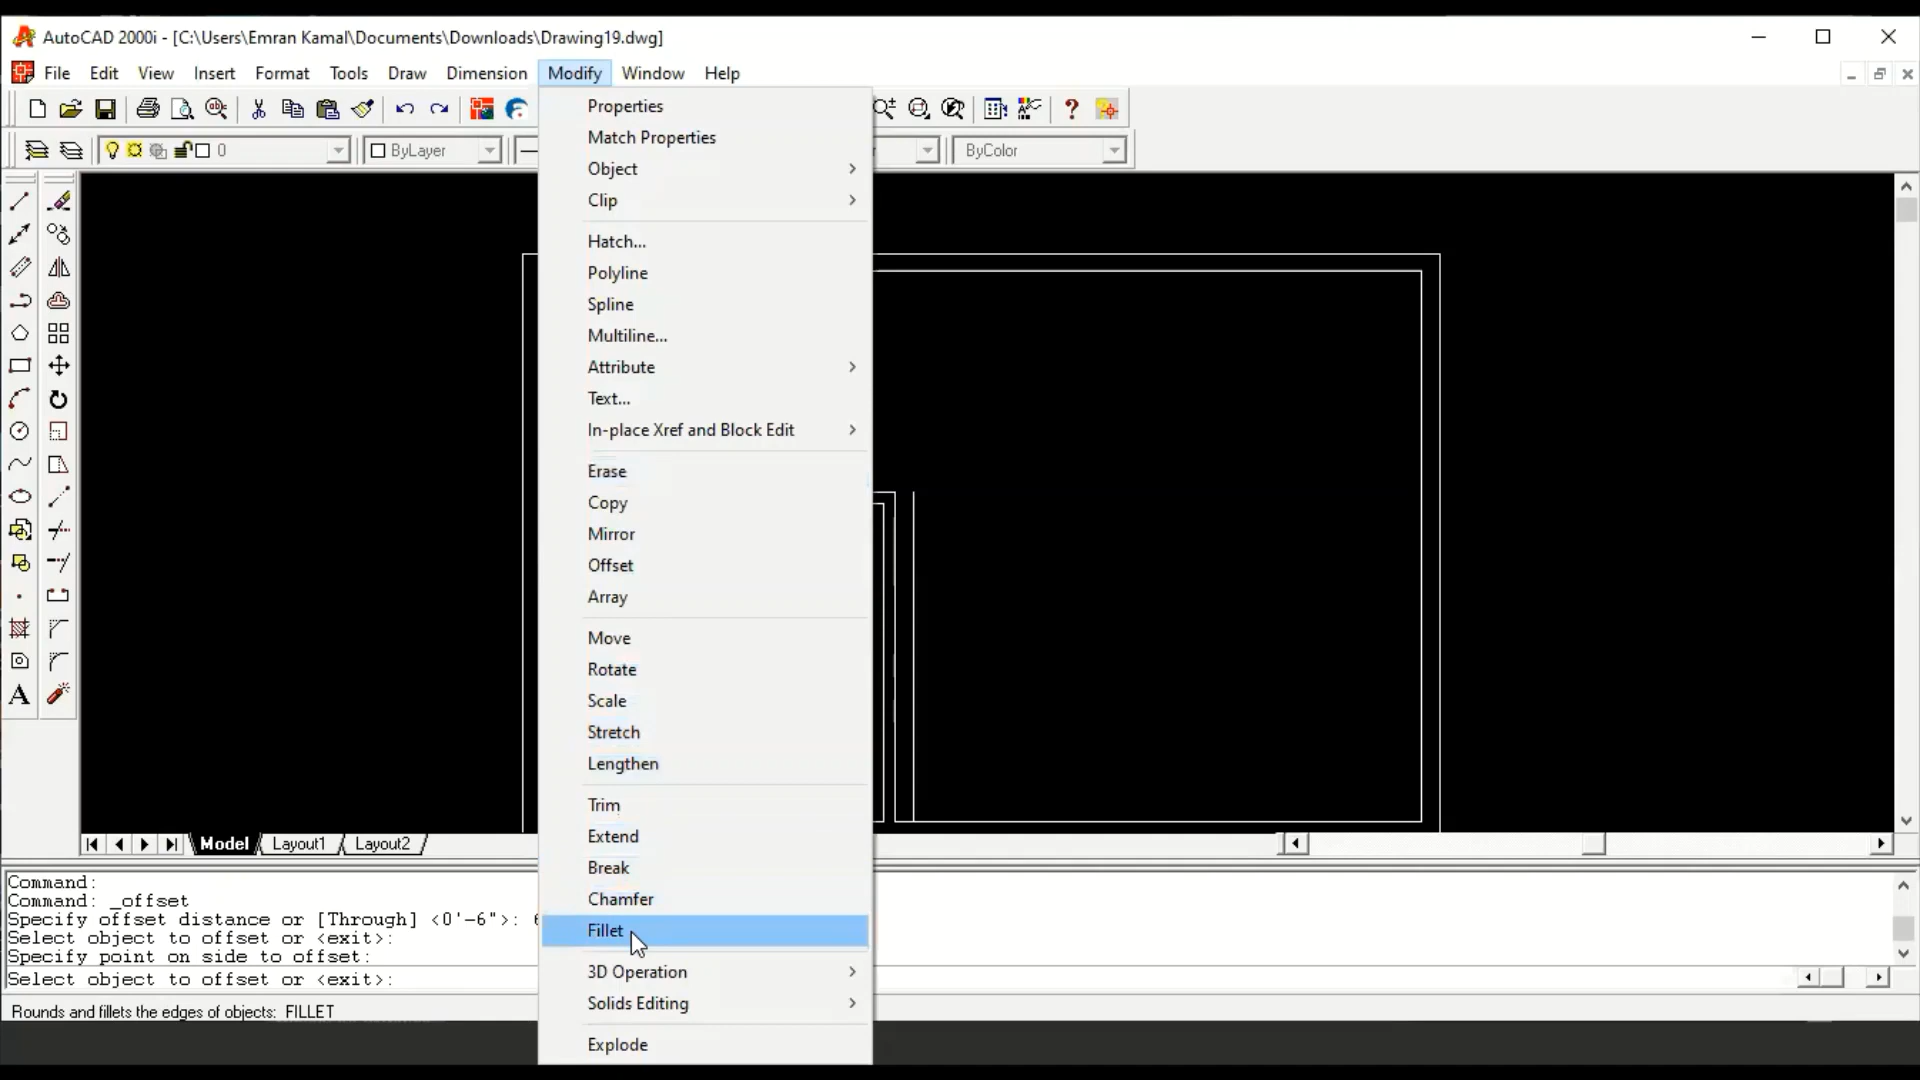 AutoCAD 2000i - [C:\Users\Emran Kamal\Documents\Downloads\Drawing19.dwg]
File Edit View Insert Format Tools Draw Dimension Modify Window Help
0 ByLayer ByColor
Properties
Match Properties
Object
Clip
Hatch...
Polyline
Spline
Multiline...
Attribute
Text...
In-place Xref and Block Edit
Erase
Copy
Mirror
Offset
Array
Move
Rotate
Scale
Stretch
Lengthen
Trim
Extend
Break
Chamfer
Fillet
3D Operation
Solids Editing
Explode
Model Layout1 Layout2
Command:
Command: _offset
Specify offset distance or [Through] <0'-6">:
Select object to offset or <exit>:
Specify point on side to offset:
Select object to offset or <exit>:
Rounds and fillets the edges of objects: FILLET